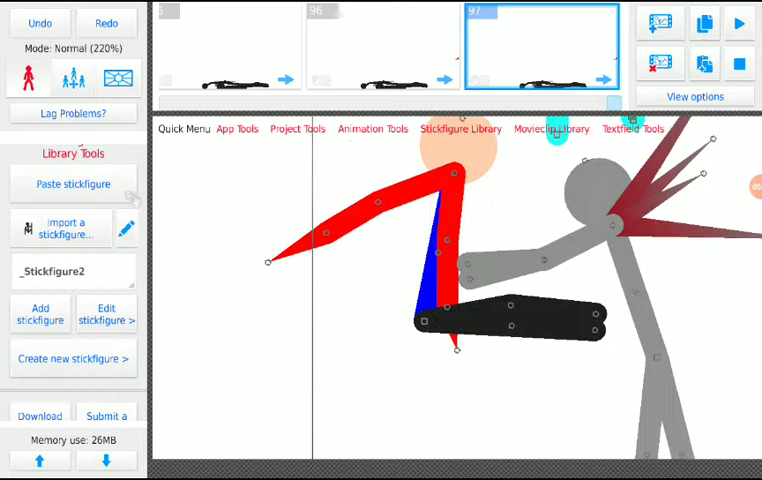 Undo
Redo
Mode: Normal (220%)
Lag Problems?
Library Tools
Paste stickfigure
Import a
stickfigure...
_Stickfigure2
Add
stickfigure
Edit
stickfigure >
Create new stickfigure >
Download
Submit a
Memory use: 26MB
96
97
View options
Quick Menu
App Tools
Project Tools
Animation Tools
Stickfigure Library
Movieclip Library
Textfield Tools